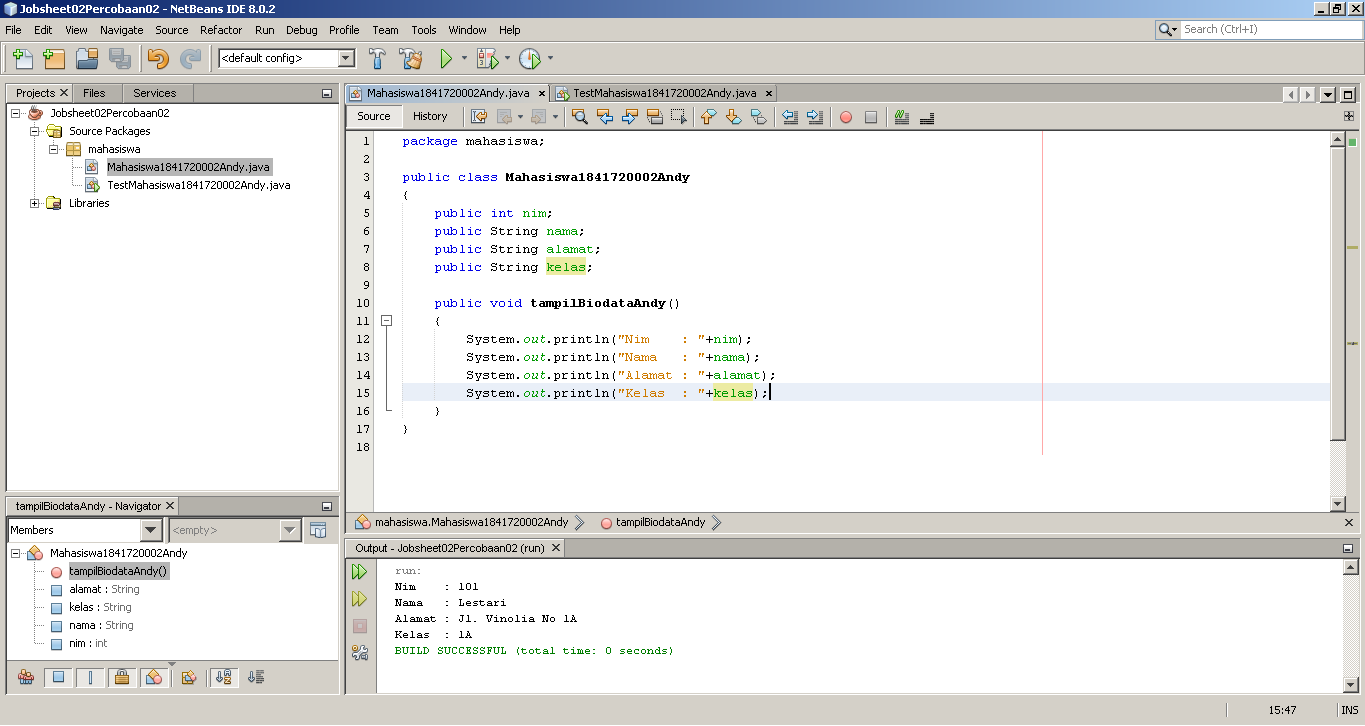 Jobsheet02Percobaan02 - NetBeans IDE 8.0.2
File Edit View Navigate Source Refactor Run Debug Profile Team Tools Window Help
Search (Ctrl+I)
<default config>
Projects Files Services
Jobsheet02Percobaan02
Source Packages
mahasiswa
Mahasiswa1841720002Andy.java
TestMahasiswa1841720002Andy.java
Libraries
Mahasiswa1841720002Andy.java TestMahasiswa1841720002Andy.java
Source History
1 package mahasiswa;
2
3 public class Mahasiswa1841720002Andy
4 {
5 public int nim;
6 public String nama;
7 public String alamat;
8 public String kelas;
9
10 public void tampilBiodataAndy()
11 {
12 System.out.println("Nim    : "+nim);
13 System.out.println("Nama   : "+nama);
14 System.out.println("Alamat : "+alamat);
15 System.out.println("Kelas  : "+kelas);
16 }
17 }
18
mahasiswa.Mahasiswa1841720002Andy tampilBiodataAndy
tampilBiodataAndy - Navigator
Members <empty>
Mahasiswa1841720002Andy
tampilBiodataAndy()
alamat : String
kelas : String
nama : String
nim : int
Output - Jobsheet02Percobaan02 (run)
run:
Nim    : 101
Nama   : Lestari
Alamat : Jl. Vinolia No 1A
Kelas  : 1A
BUILD SUCCESSFUL (total time: 0 seconds)
15:47 INS